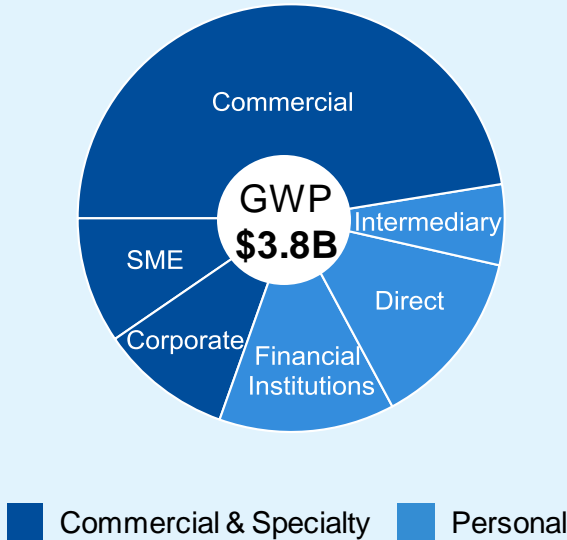 Commercial
GWP
$3.8B
Intermediary
SME
Direct
Corporate
Financial
Institutions
Commercial & Specialty
Personal